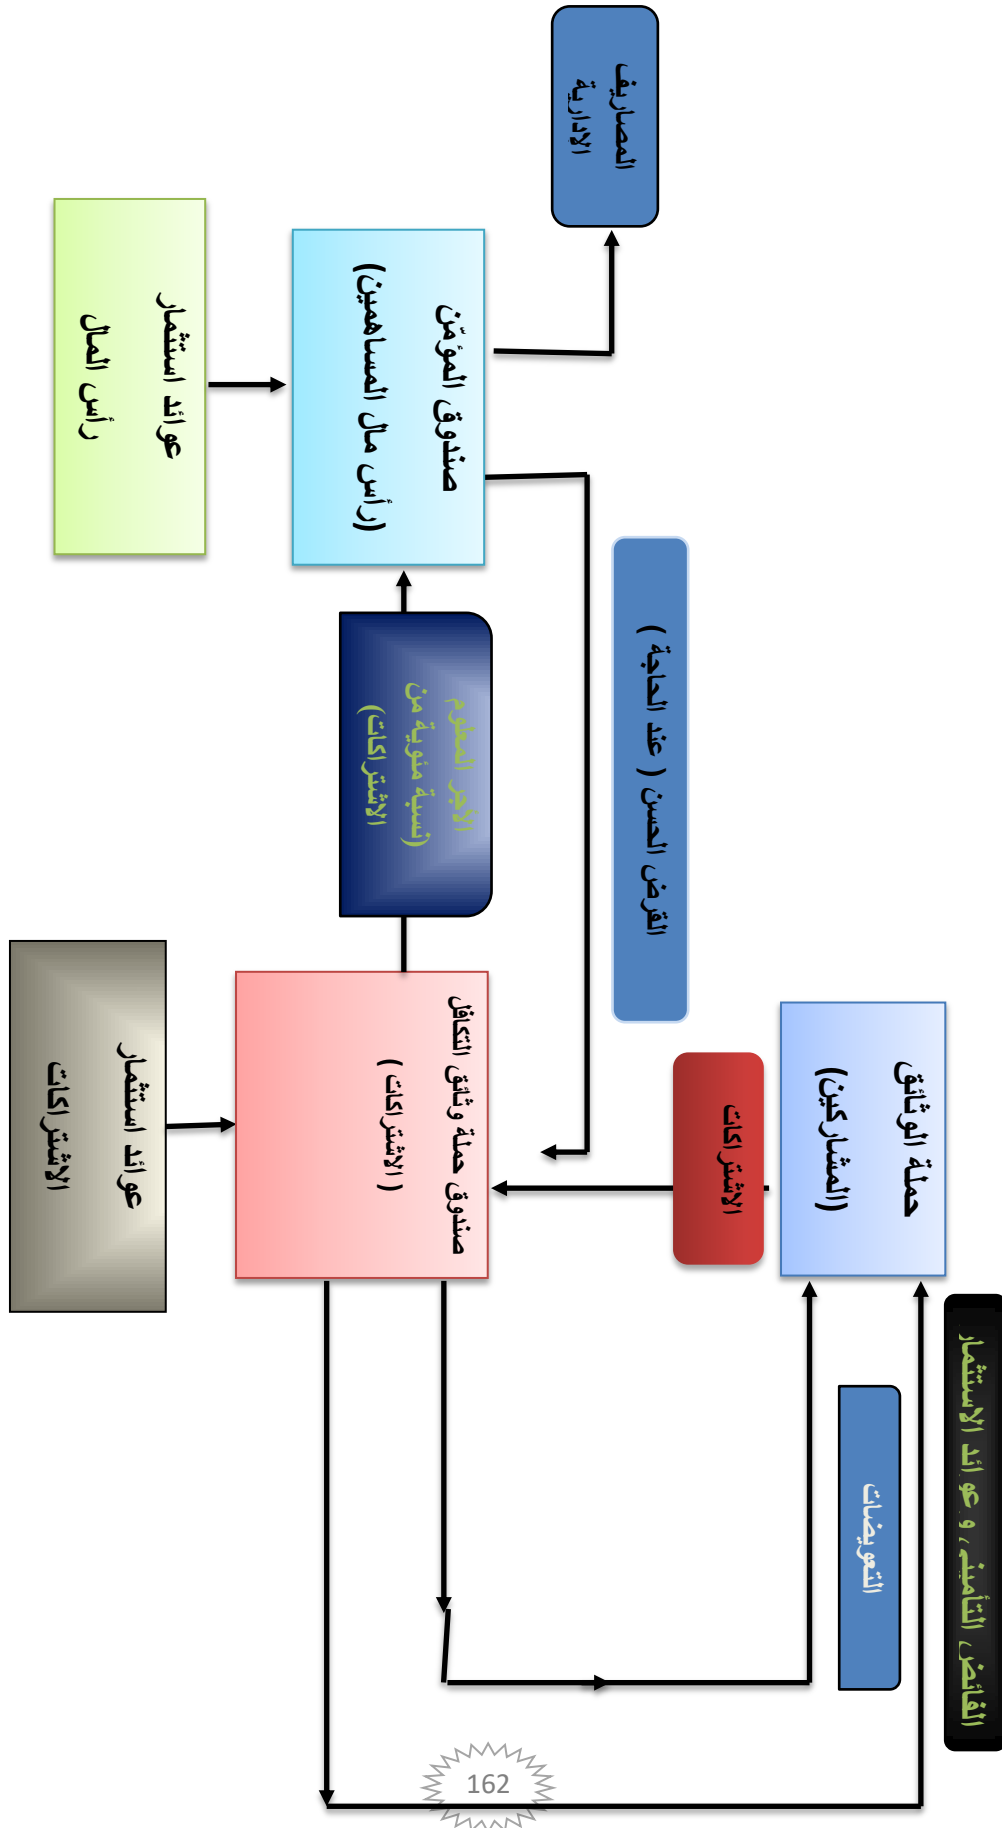 الفائض التأميني و عوائد الاستثمار
حملة الوثائق
(المشاركين)
التعويضات
الاشتراكات
القرض الحسن ( عند الحاجة )
المصاريف
الإدارية
صندوق حملة وثائق التكافل
( الاشتراكات )
الأجر المعلوم
(نسبة مئوية من
الاشتراكات)
صندوق المؤمّن
(رأس مال المساهمين)
عوائد استثمار
الاشتراكات
عوائد استثمار
رأس المال
162